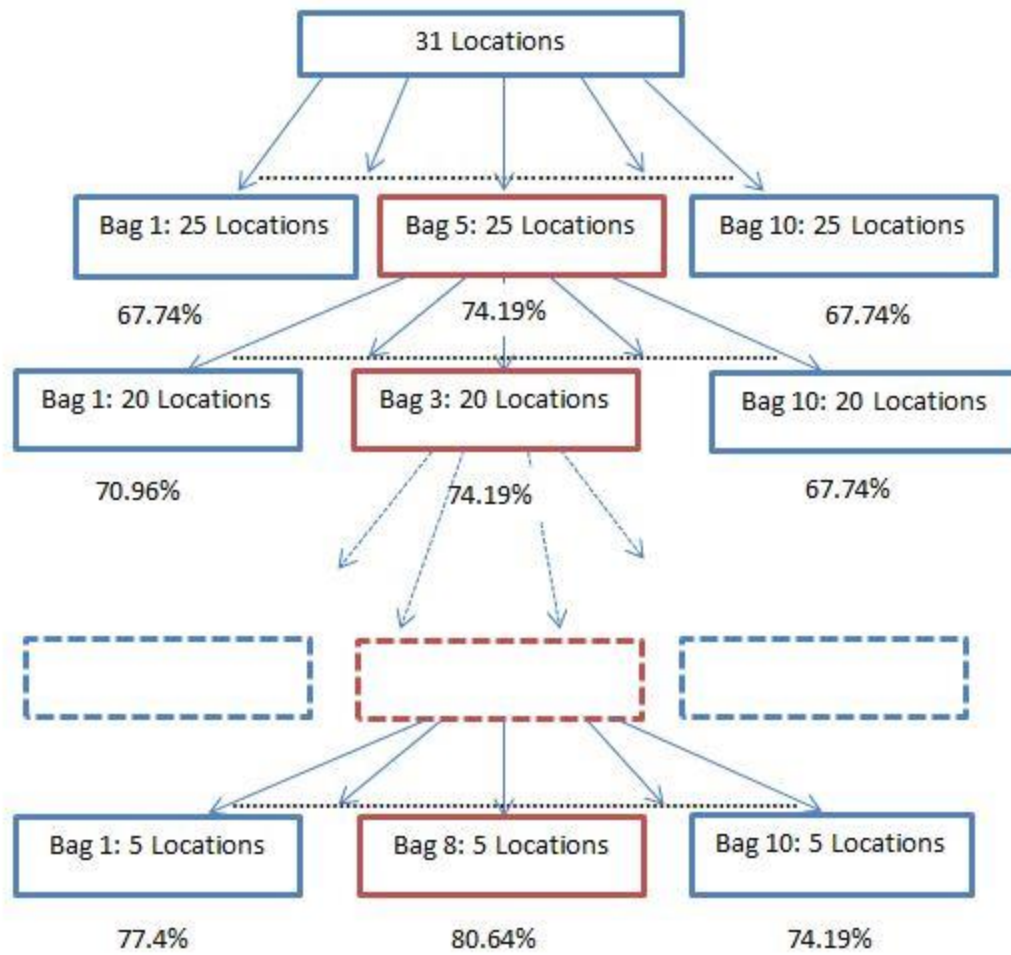 31 Locations
Bag 1: 25 Locations
Bag 5: 25 Locations
Bag 10: 25 Locations
67.74%
74.19%
67.74%
Bag 1: 20 Locations
Bag 3: 20 Locations
Bag 10: 20 Locations
70.96%
74.19%
67.74%
Bag 1: 5 Locations
Bag 8: 5 Locations
Bag 10: 5 Locations
77.4%
80.64%
74.19%